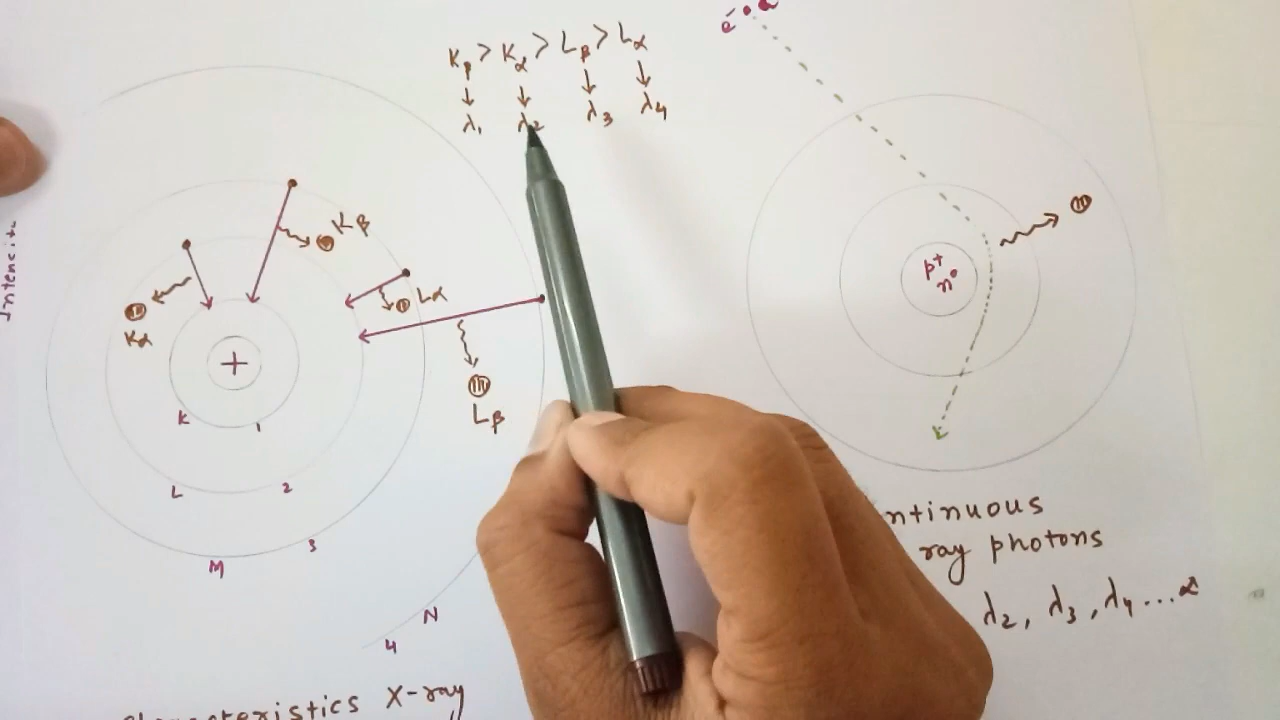 Kβ > Kα > Lβ > Lα
↓ ↓ ↓ ↓
λ1 λ2 λ3 λ4
e⁻
Kβ
Kα
Lα
Lβ
+
K 1
L 2
M 3
N 4
p⁺
n⁰
ntinuous
ray photons
λ2, λ3, λ4 ...
X-ray